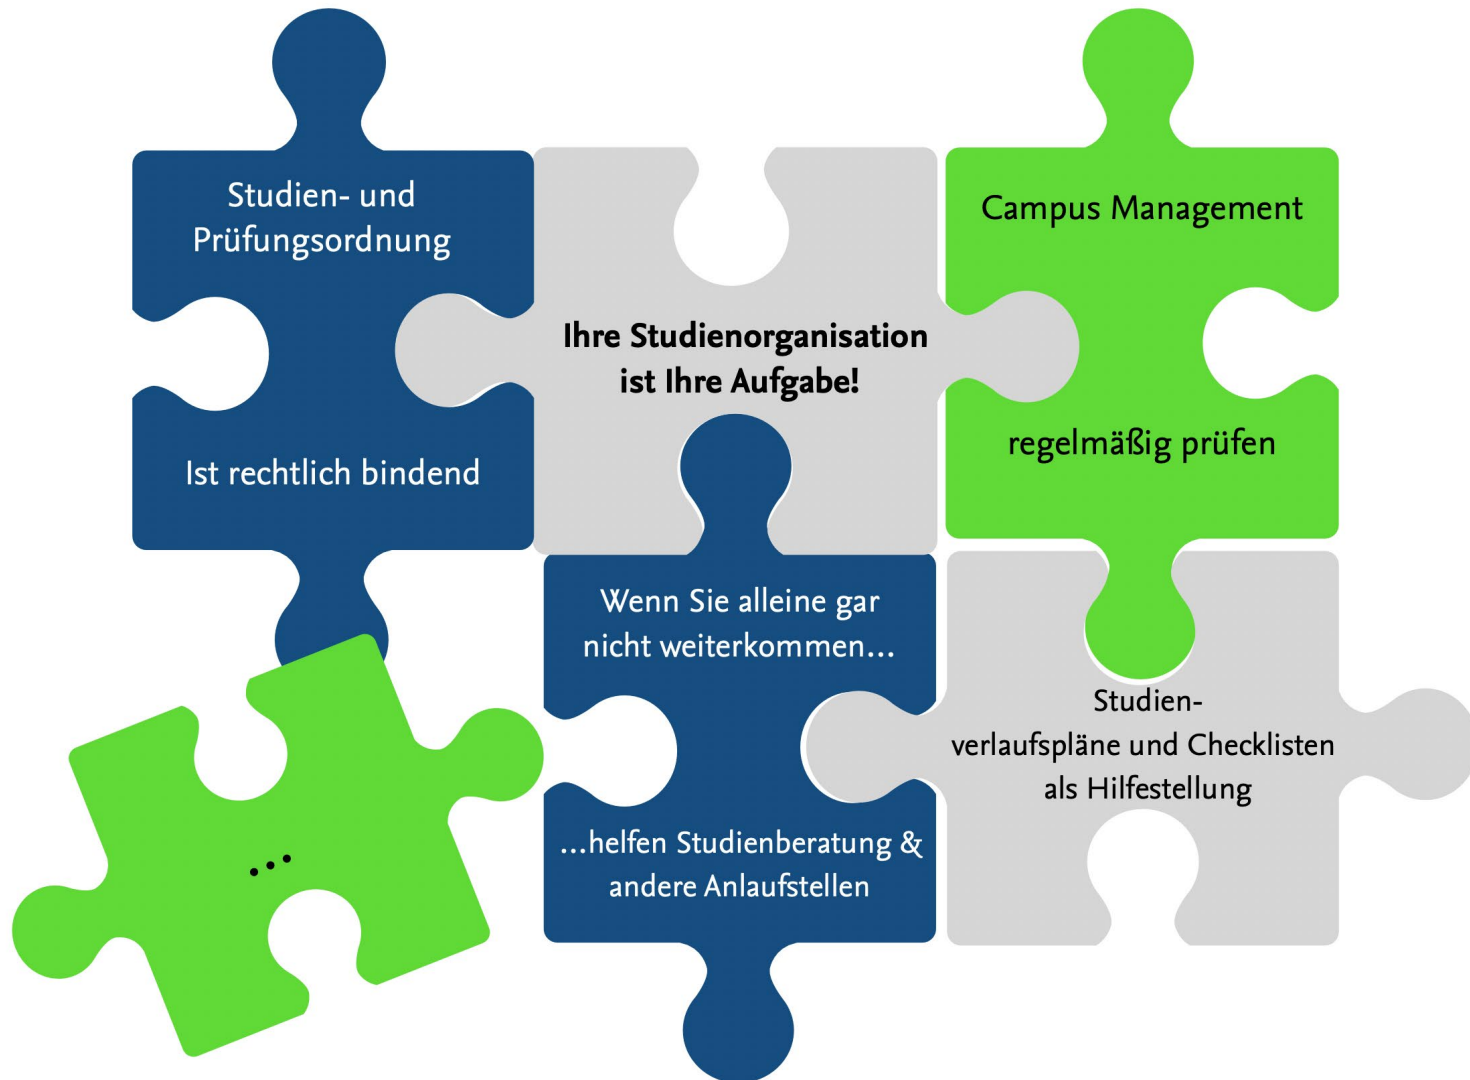 Studien- und
Prüfungsordnung
Ist rechtlich bindend
Ihre Studienorganisation
ist Ihre Aufgabe!
Campus Management
regelmäßig prüfen
...
Wenn Sie alleine gar
nicht weiterkommen...
...helfen Studienberatung &
andere Anlaufstellen
Studien-
verlaufspläne und Checklisten
als Hilfestellung